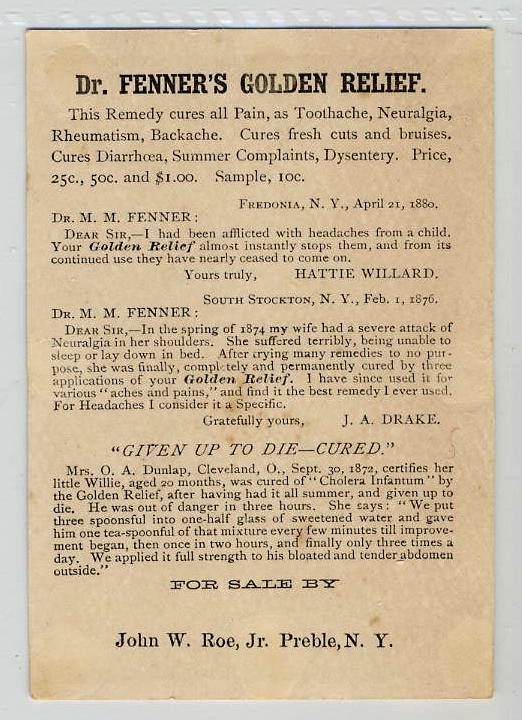 Dr. FENNER'S GOLDEN RELIEF.
This Remedy cures all Pain, as Toothache, Neuralgia,
Rheumatism, Backache. Cures fresh cuts and bruises.
Cures Diarrhœa, Summer Complaints, Dysentery. Price,
25c., 50c. and $1.00. Sample, 10c.
FREDONIA, N. Y., April 21, 1880.
DR. M. M. FENNER:
DEAR SIR,—I had been afflicted with headaches from a child.
Your Golden Relief almost instantly stops them, and from its
continued use they have nearly ceased to come on.
Yours truly, HATTIE WILLARD.
SOUTH STOCKTON, N. Y., Feb. 1, 1876.
DR. M. M. FENNER:
DEAR SIR,—In the spring of 1874 my wife had a severe attack of
Neuralgia in her shoulders. She suffered terribly, being unable to
sleep or lay down in bed. After trying many remedies to no pur-
pose, she was finally, completely and permanently cured by three
applications of your Golden Relief. I have since used it for
various "aches and pains," and find it the best remedy I ever used.
For Headaches I consider it a Specific.
Gratefully yours, J. A. DRAKE.
"GIVEN UP TO DIE—CURED."
Mrs. O. A. Dunlap, Cleveland, O., Sept. 30, 1872, certifies her
little Willie, aged 20 months, was cured of "Cholera Infantum" by
the Golden Relief, after having had it all summer, and given up to
die. He was out of danger in three hours. She says: "We put
three spoonsful into one-half glass of sweetened water and gave
him one tea-spoonful of that mixture every few minutes till improve-
ment began, then once in two hours, and finally only three times a
day. We applied it full strength to his bloated and tender abdomen
outside."
FOR SALE BY
John W. Roe, Jr. Preble, N. Y.